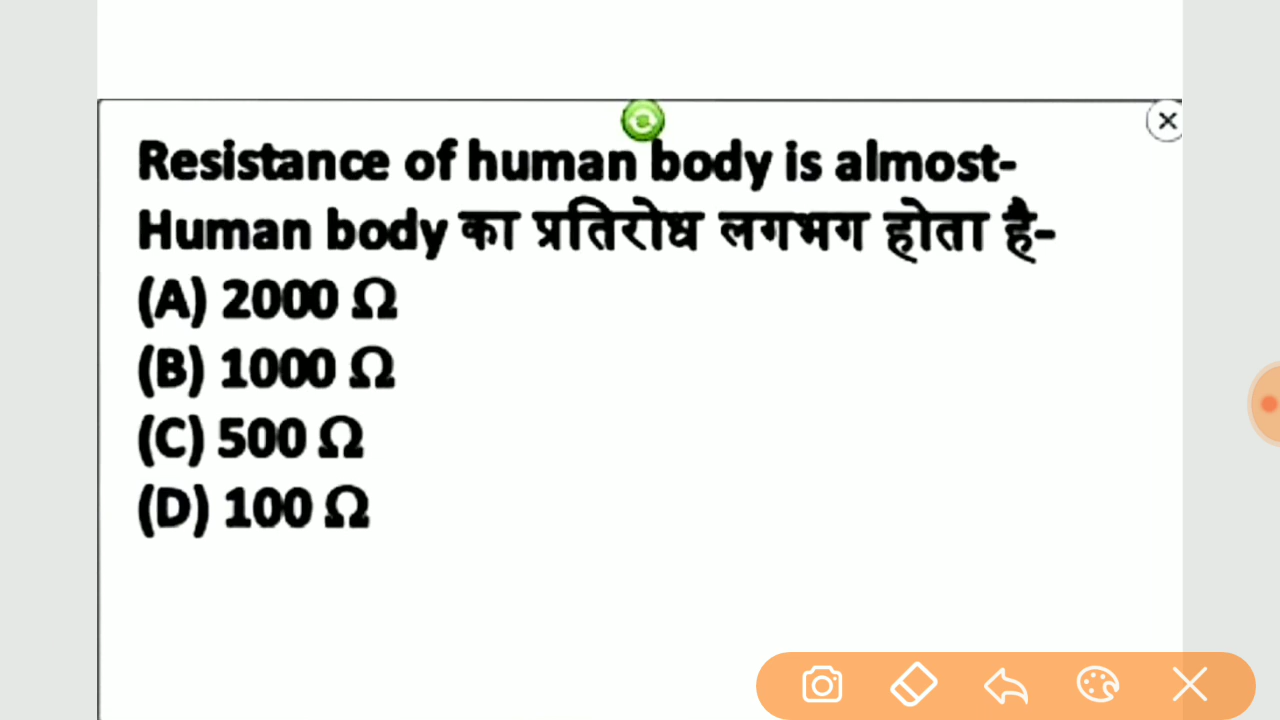 Resistance of human body is almost-
Human body का प्रतिरोध लगभग होता है-
(A) 2000 Ω
(B) 1000 Ω
(C) 500 Ω
(D) 100 Ω